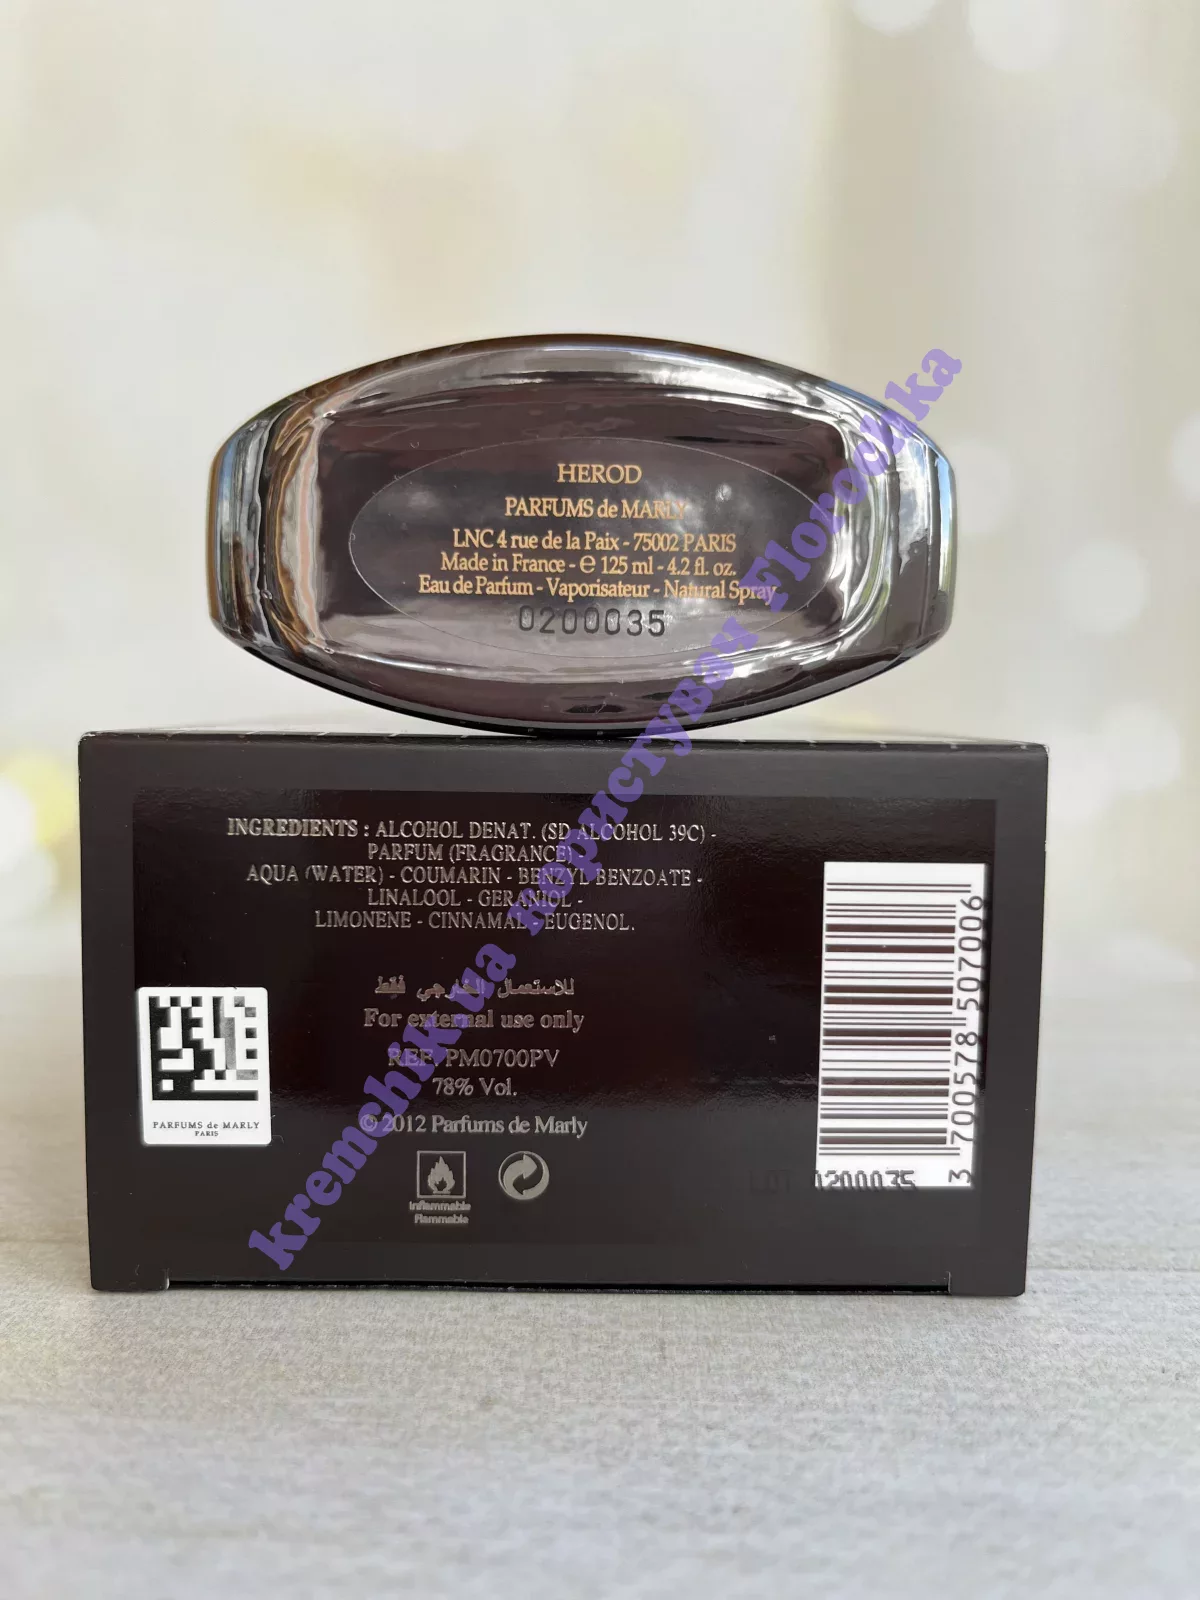 HEROD
PARFUMS de MARLY
LNC 4 rue de la Paix - 75002 PARIS
Made in France - ℮ 125 ml - 4.2 fl. oz.
Eau de Parfum - Vaporisateur - Natural Spray
0200035
INGREDIENTS : ALCOHOL DENAT. (SD ALCOHOL 39C) -
PARFUM (FRAGRANCE)
AQUA (WATER) - COUMARIN - BENZYL BENZOATE -
LINALOOL - GERANIOL -
LIMONENE - CINNAMAL - EUGENOL.
للاستعمال الخارجي فقط
For external use only
REF. PM0700PV
78% Vol.
© 2012 Parfums de Marly
Inflammable
Flammable
PARFUMS de MARLY
PARIS
3 700578 507006
LOT 0200035
kremchik.ua користувач Florochka